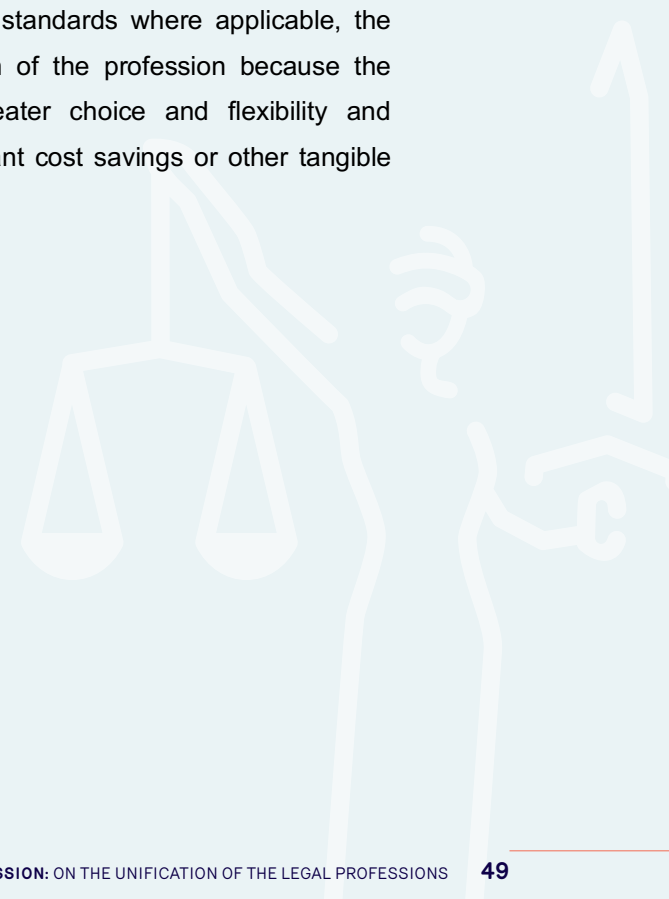 standards where applicable, the
of the profession because the
eater choice and flexibility and
ant cost savings or other tangible
SSION: ON THE UNIFICATION OF THE LEGAL PROFESSIONS 49